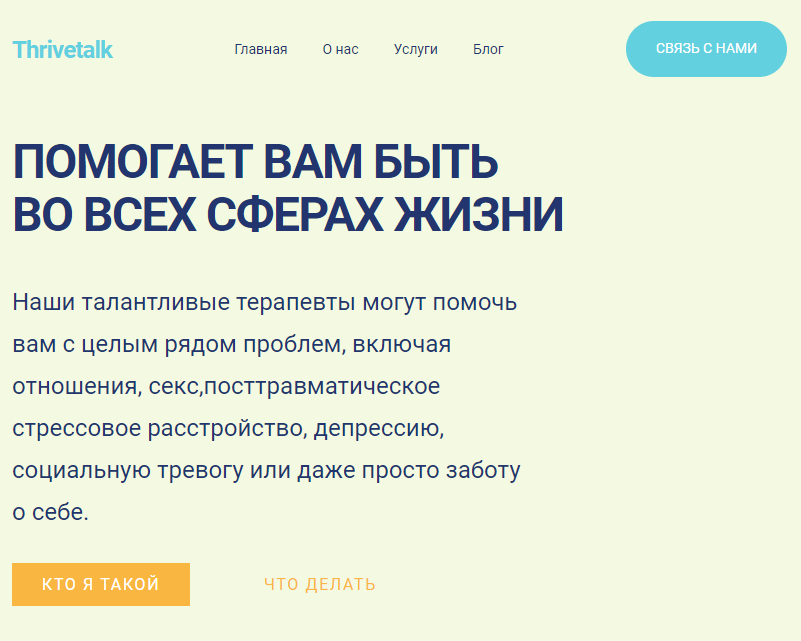 Thrivetalk
Главная О нас Услуги Блог
СВЯЗЬ С НАМИ
ПОМОГАЕТ ВАМ БЫТЬ
ВО ВСЕХ СФЕРАХ ЖИЗНИ
Наши талантливые терапевты могут помочь
вам с целым рядом проблем, включая
отношения, секс,посттравматическое
стрессовое расстройство, депрессию,
социальную тревогу или даже просто заботу
о себе.
КТО Я ТАКОЙ
ЧТО ДЕЛАТЬ